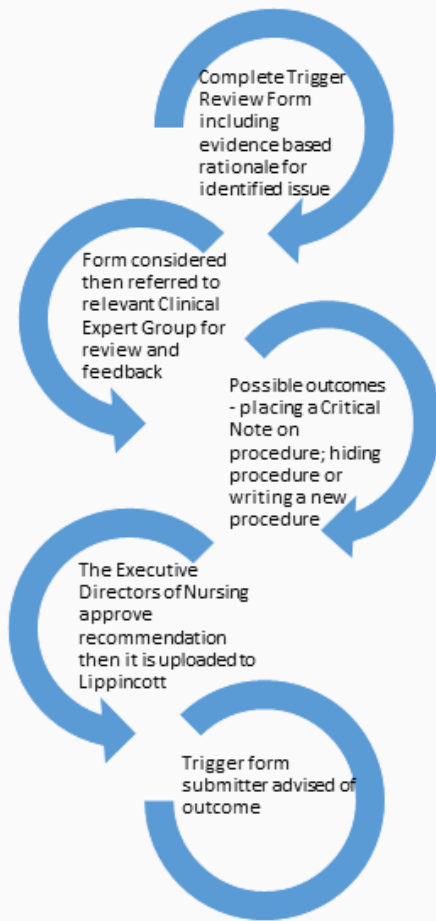 Complete Trigger
Review Form
including
evidence based
rationale for
identified issue
Form considered
then referred to
relevant Clinical
Expert Group for
review and
feedback
Possible outcomes
- placing a Critical
Note on
procedure; hiding
procedure or
writing a new
procedure
The Executive
Directors of Nursing
approve
recommendation
then it is uploaded to
Lippincott
Trigger form
submitter advised of
outcome